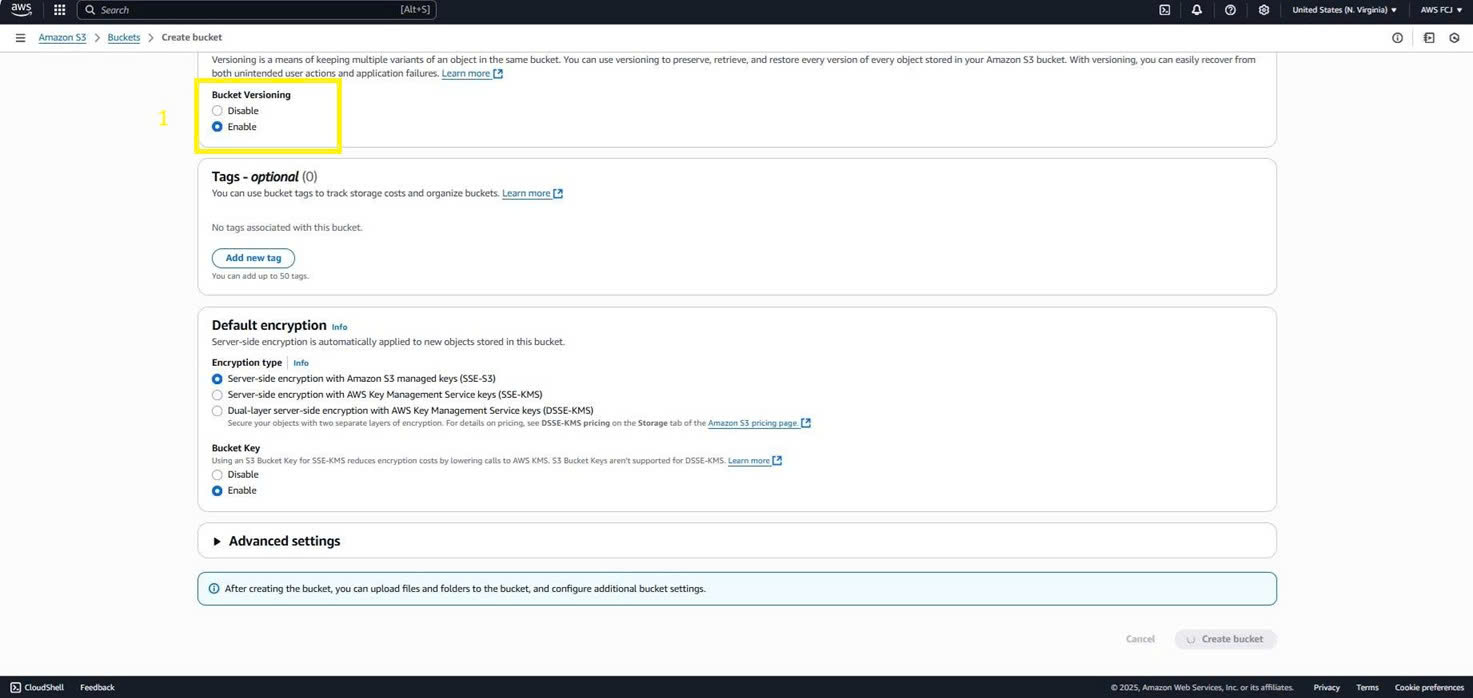 aws
Search [Alt+S] United States (N. Virginia) AWS FCJ
Amazon S3 Buckets Create bucket
Versioning is a means of keeping multiple variants of an object in the same bucket. You can use versioning to preserve, retrieve, and restore every version of every object stored in your Amazon S3 bucket. With versioning, you can easily recover from
both unintended user actions and application failures. Learn more
1
Bucket Versioning
Disable
Enable
Tags - optional (0)
You can use bucket tags to track storage costs and organize buckets. Learn more
No tags associated with this bucket.
Add new tag
You can add up to 50 tags.
Default encryption Info
Server-side encryption is automatically applied to new objects stored in this bucket.
Encryption type Info
Server-side encryption with Amazon S3 managed keys (SSE-S3)
Server-side encryption with AWS Key Management Service keys (SSE-KMS)
Dual-layer server-side encryption with AWS Key Management Service keys (DSSE-KMS)
Secure your objects with two separate layers of encryption. For details on pricing, see DSSE-KMS pricing on the Storage tab of the Amazon S3 pricing page.
Bucket Key
Using an S3 Bucket Key for SSE-KMS reduces encryption costs by lowering calls to AWS KMS. S3 Bucket Keys aren't supported for DSSE-KMS. Learn more
Disable
Enable
Advanced settings
After creating the bucket, you can upload files and folders to the bucket, and configure additional bucket settings.
Cancel Create bucket
CloudShell Feedback © 2025, Amazon Web Services, Inc. or its affiliates. Privacy Terms Cookie preferences